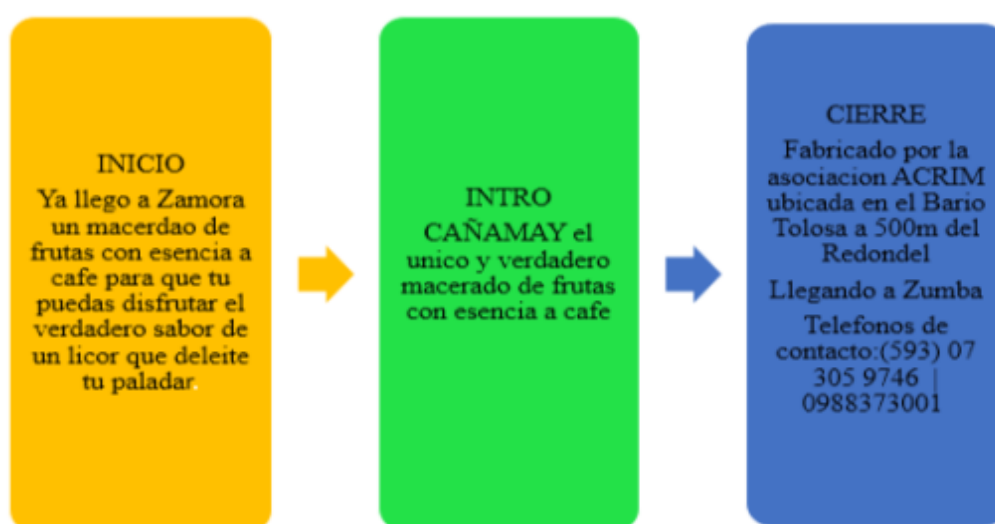 INICIO
Ya llego a Zamora
un macerdao de
frutas con esencia a
cafe para que tu
puedas disfrutar el
verdadero sabor de
un licor que deleite
tu paladar.
INTRO
CAÑAMAY el
unico y verdadero
macerado de frutas
con esencia a cafe
CIERRE
Fabricado por la
asociacion ACRIM
ubicada en el Bario
Tolosa a 500m del
Redondel
Llegando a Zumba
Telefonos de
contacto:(593) 07
305 9746 |
0988373001